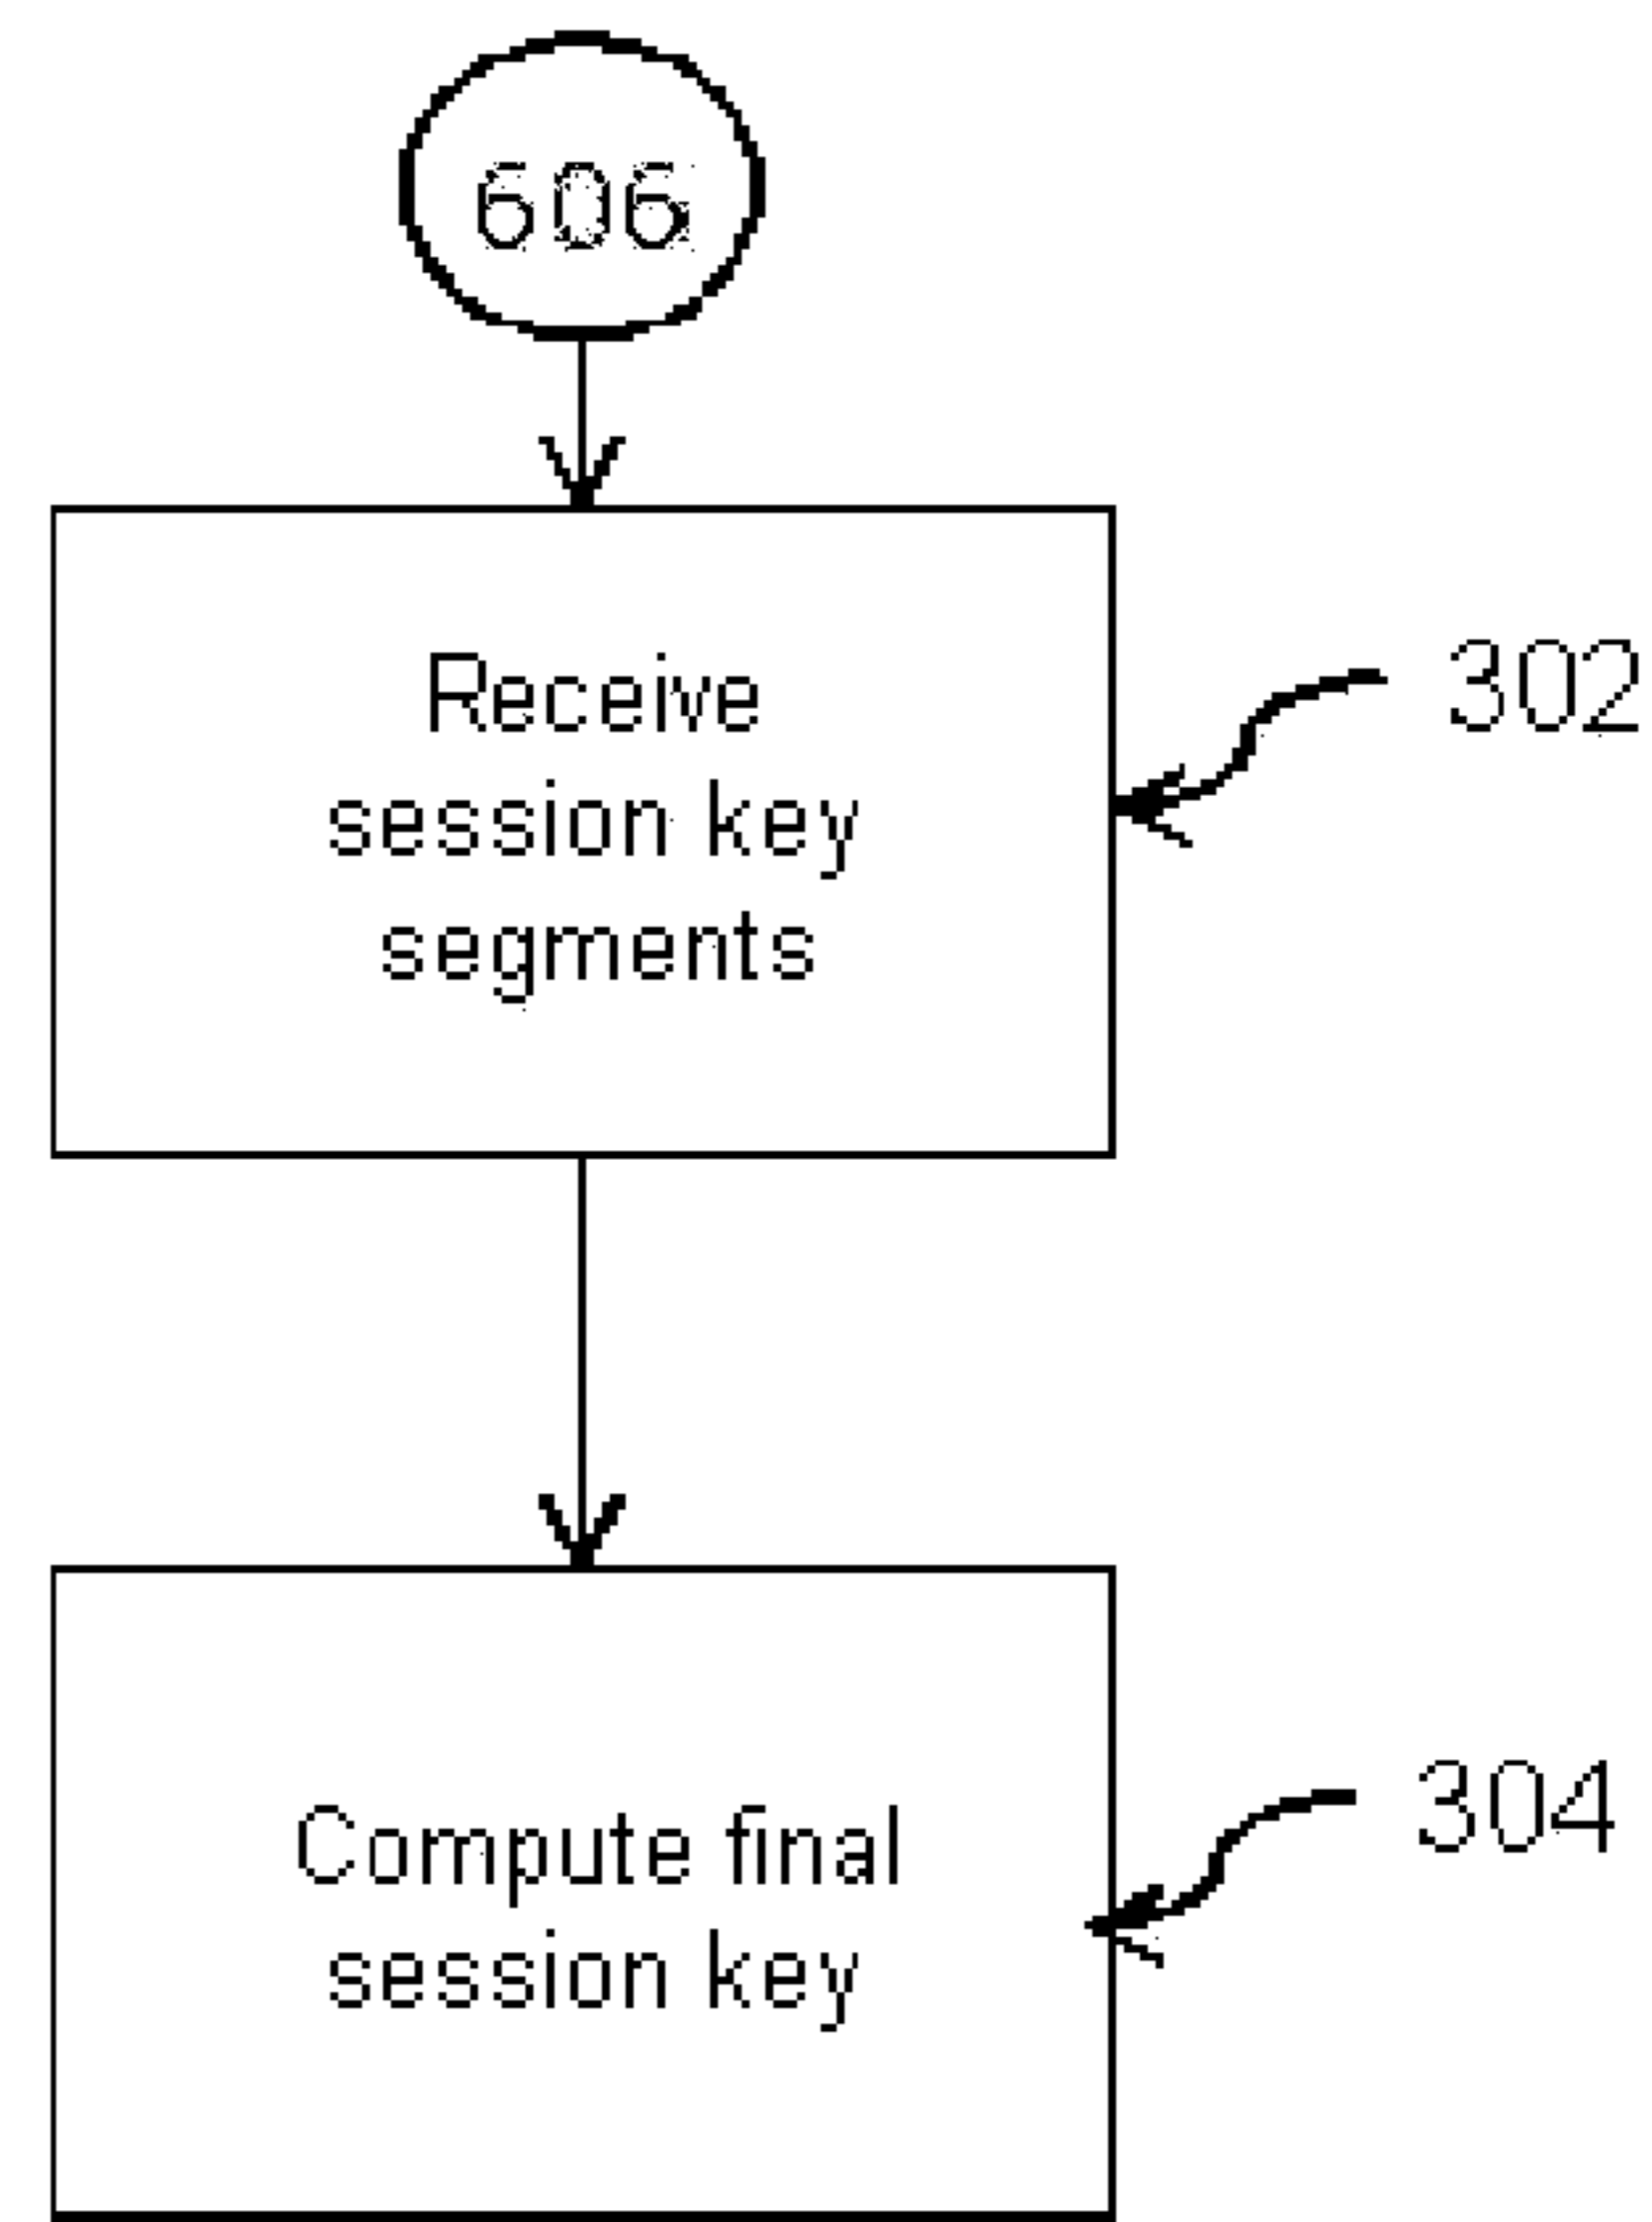 606
Receive
session key
segments
302
Compute final
session key
304